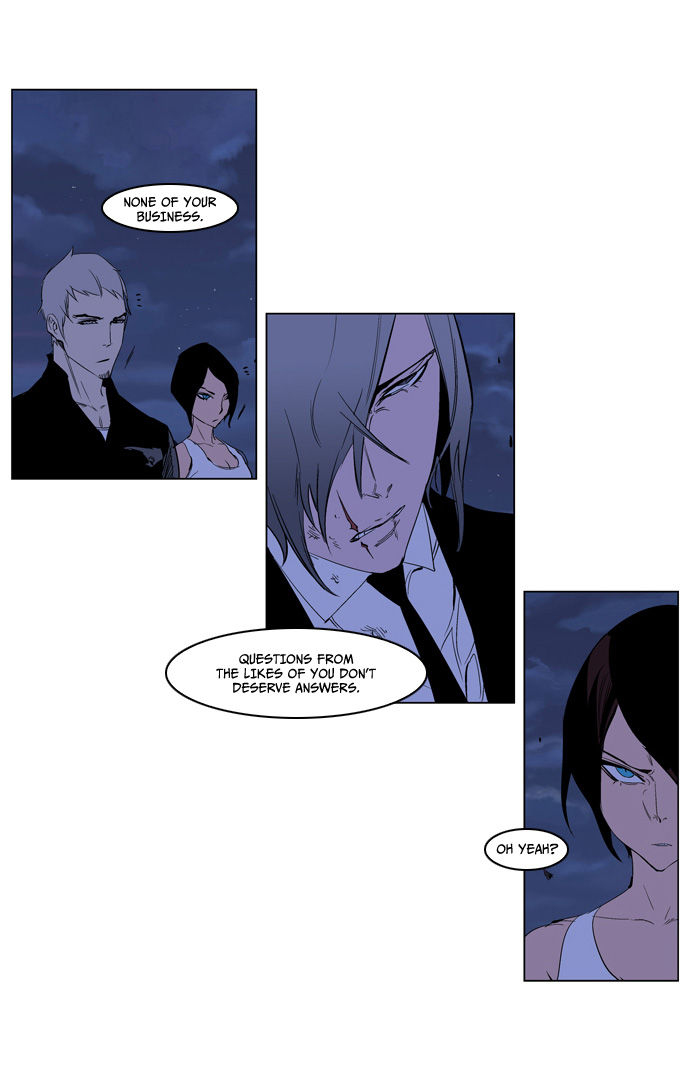 NONE OF YOUR
BUSINESS.
QUESTIONS FROM
THE LIKES OF YOU DON'T
DESERVE ANSWERS.
OH YEAH?